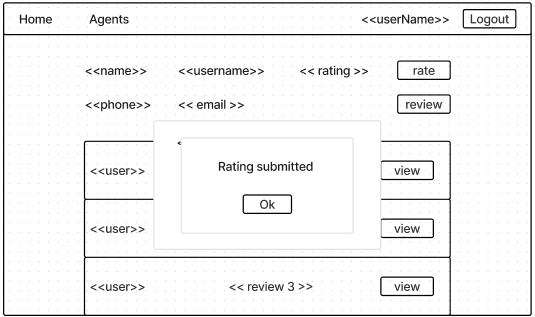 Home Agents <<userName>> Logout
<<name>> <<username>> << rating >> rate
<<phone>> << email >> review
<<user>> view
Rating submitted
Ok
<<user>> view
<<user>> << review 3 >> view